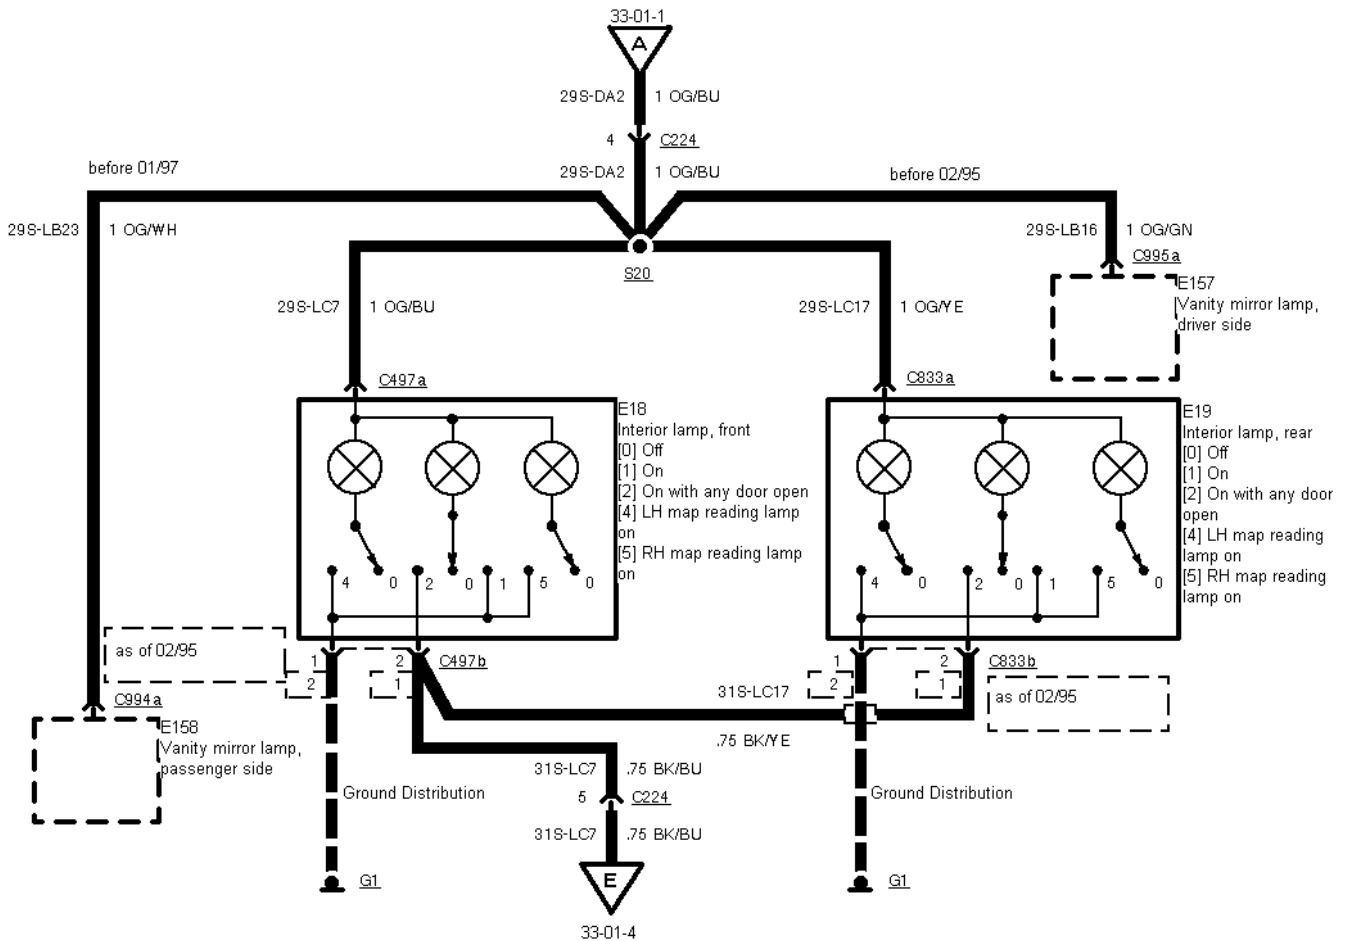 33-01-1
A
29S-DA2 1 OG/BU
4 C224
before 01/97
29S-DA2 1 OG/BU
before 02/95
29S-LB23 1 OG/WH
29S-LB16 1 OG/GN
C995a
S20
E157
Vanity mirror lamp,
driver side
29S-LC7 1 OG/BU
29S-LC17 1 OG/YE
C497a
C833a
E18
Interior lamp, front
[0] Off
[1] On
[2] On with any door open
[4] LH map reading lamp
on
[5] RH map reading lamp
on
E19
Interior lamp, rear
[0] Off
[1] On
[2] On with any door
open
[4] LH map reading
lamp on
[5] RH map reading
lamp on
4 0 2 0 1 5 0
4 0 2 0 1 5 0
as of 02/95
1 2 C497b
2 1
1 2 C833b
2 1
31S-LC17
as of 02/95
C994a
E158
Vanity mirror lamp,
passenger side
.75 BK/YE
31S-LC7 .75 BK/BU
Ground Distribution
5 C224
Ground Distribution
31S-LC7 .75 BK/BU
G1
E
G1
33-01-4